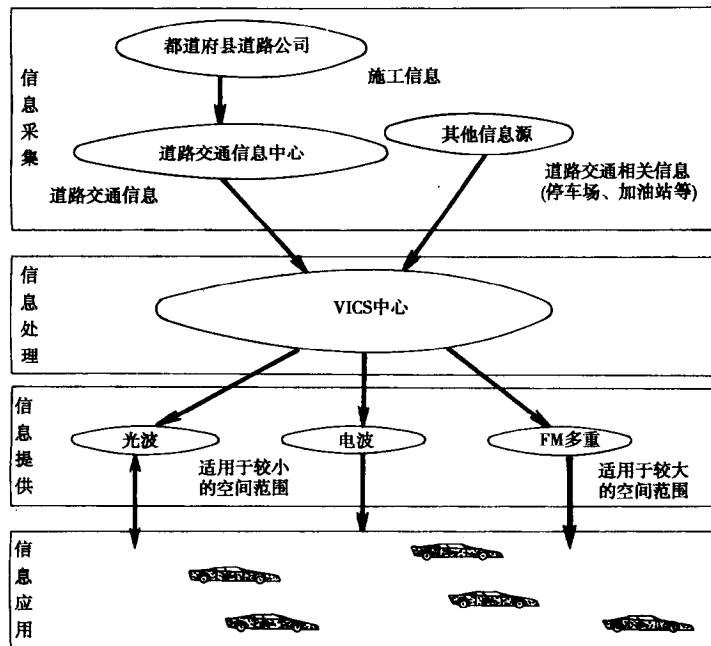 信息采集
都道府县道路公司
施工信息
道路交通信息中心
其他信息源
道路交通信息
道路交通相关信息
(停车场、加油站等)
信息处理
VICS中心
信息提供
光波
电波
FM多重
适用于较小
的空间范围
适用于较大
的空间范围
信息应用